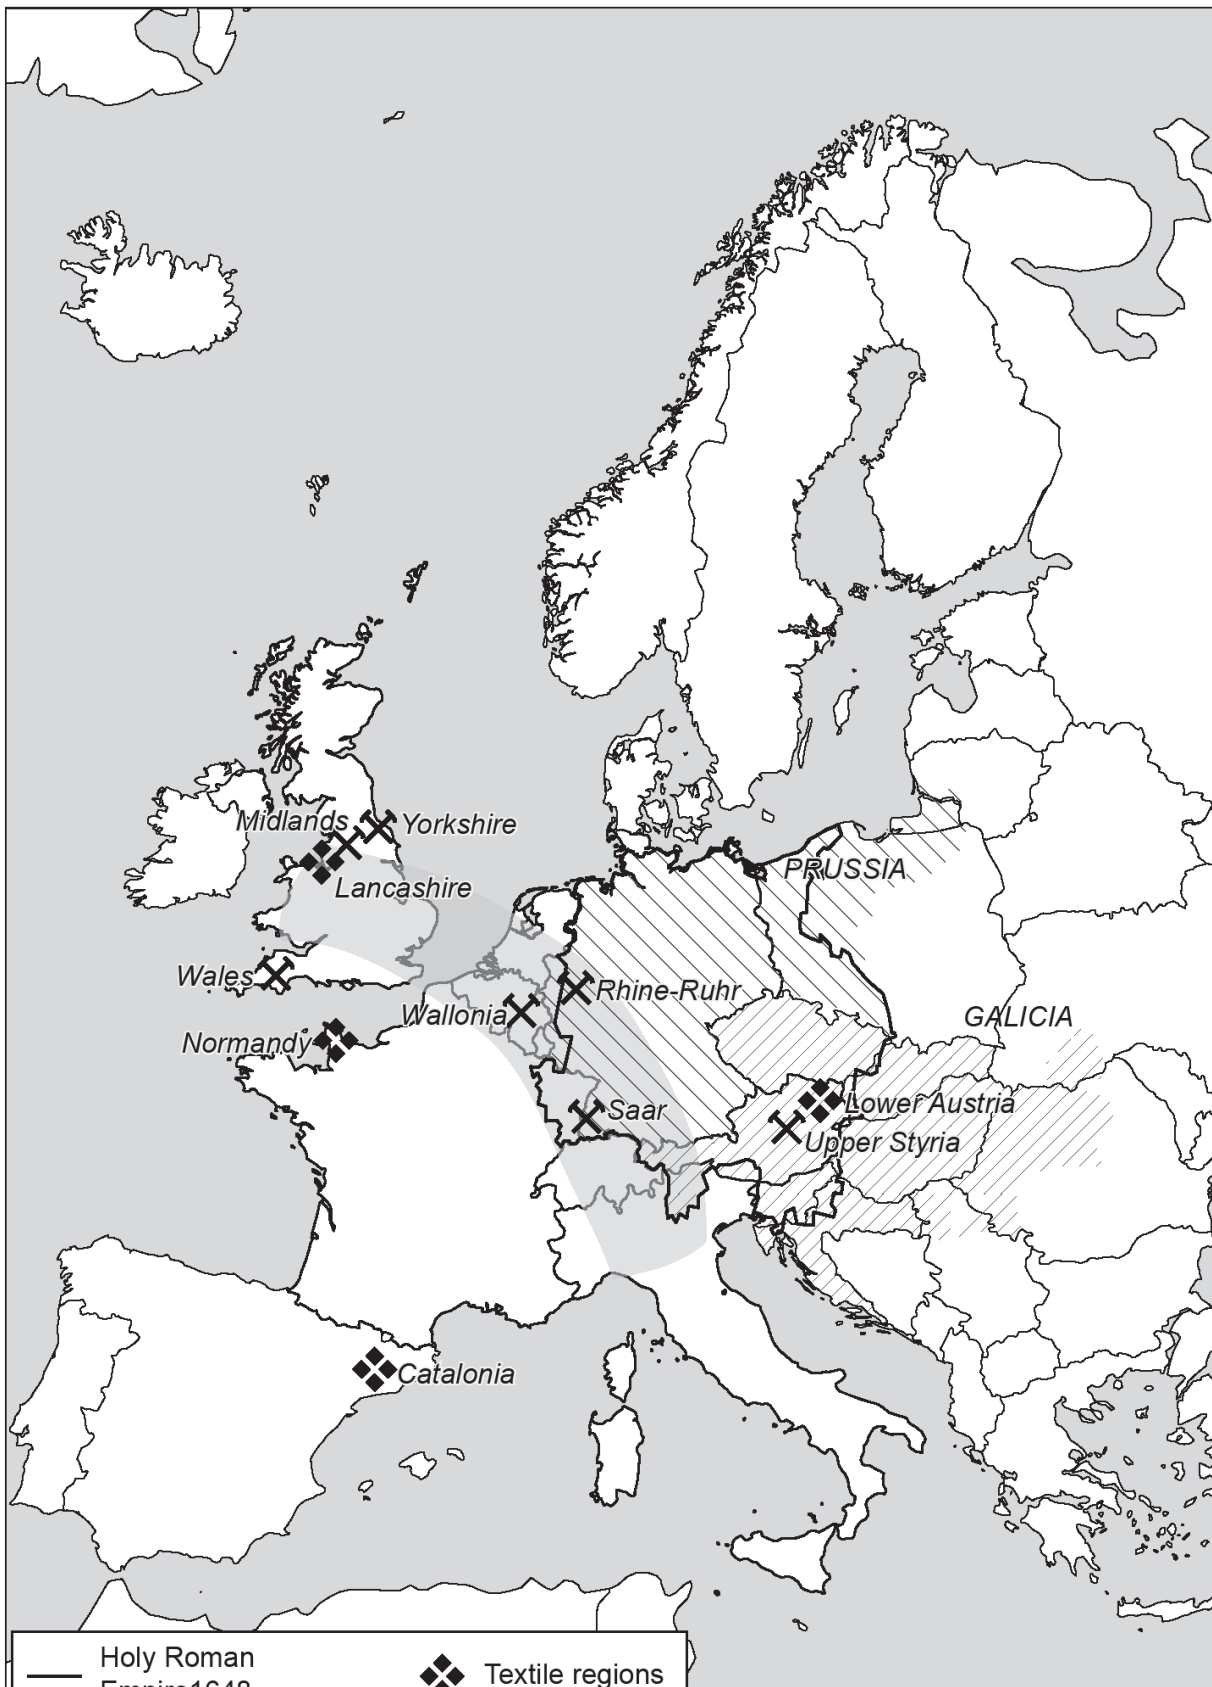 Midlands
Yorkshire
Lancashire
PRUSSIA
Wales
Rhine-Ruhr
Wallonia
GALICIA
Normandy
Saar
Lower Austria
Upper Styria
Catalonia
Holy Roman
Empire1648
Textile regions